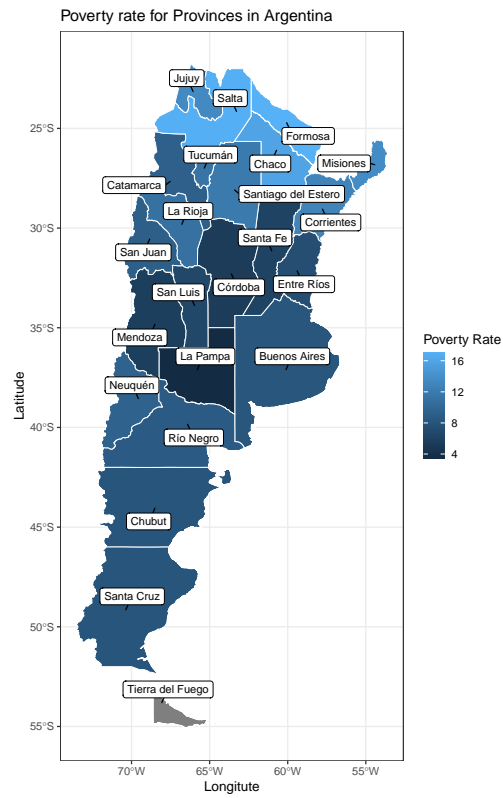 Poverty rate for Provinces in Argentina
Jujuy
Salta
25°S
Formosa
Tucumán
Chaco
Misiones
Catamarca
Santiago del Estero
La Rioja
Corrientes
30°S
Santa Fe
San Juan
Entre Ríos
Córdoba
San Luis
35°S
Mendoza
La Pampa
Buenos Aires
Poverty Rate
16
12
8
4
Neuquén
Latitude
40°S
Río Negro
45°S
Chubut
Santa Cruz
50°S
Tierra del Fuego
55°S
70°W 65°W 60°W 55°W
Longitute